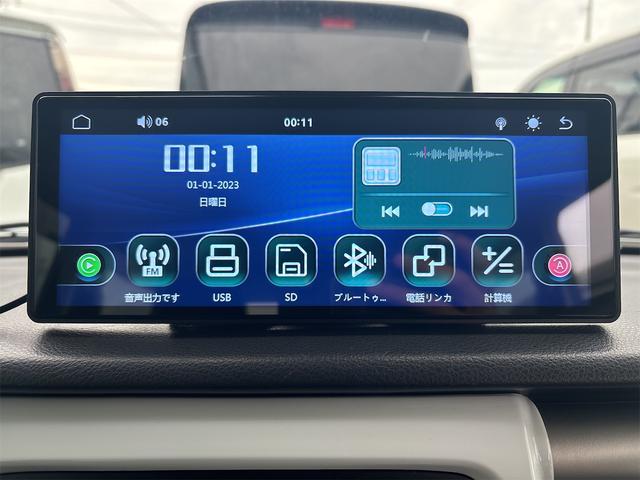 06 00:11
00:11
01-01-2023
日曜日
FM
音声出力です USB SD ブルートゥ... 電話リンカ 計算機
A